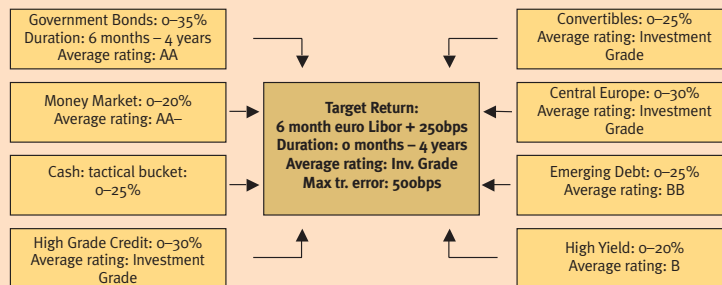 Government Bonds: 0–35%
Duration: 6 months – 4 years
Average rating: AA
Money Market: 0–20%
Average rating: AA–
Cash: tactical bucket:
0–25%
High Grade Credit: 0–30%
Average rating: Investment
Grade
Target Return:
6 month euro Libor + 250bps
Duration: 0 months – 4 years
Average rating: Inv. Grade
Max tr. error: 500bps
Convertibles: 0–25%
Average rating: Investment
Grade
Central Europe: 0–30%
Average rating: Investment
Grade
Emerging Debt: 0–25%
Average rating: BB
High Yield: 0–20%
Average rating: B